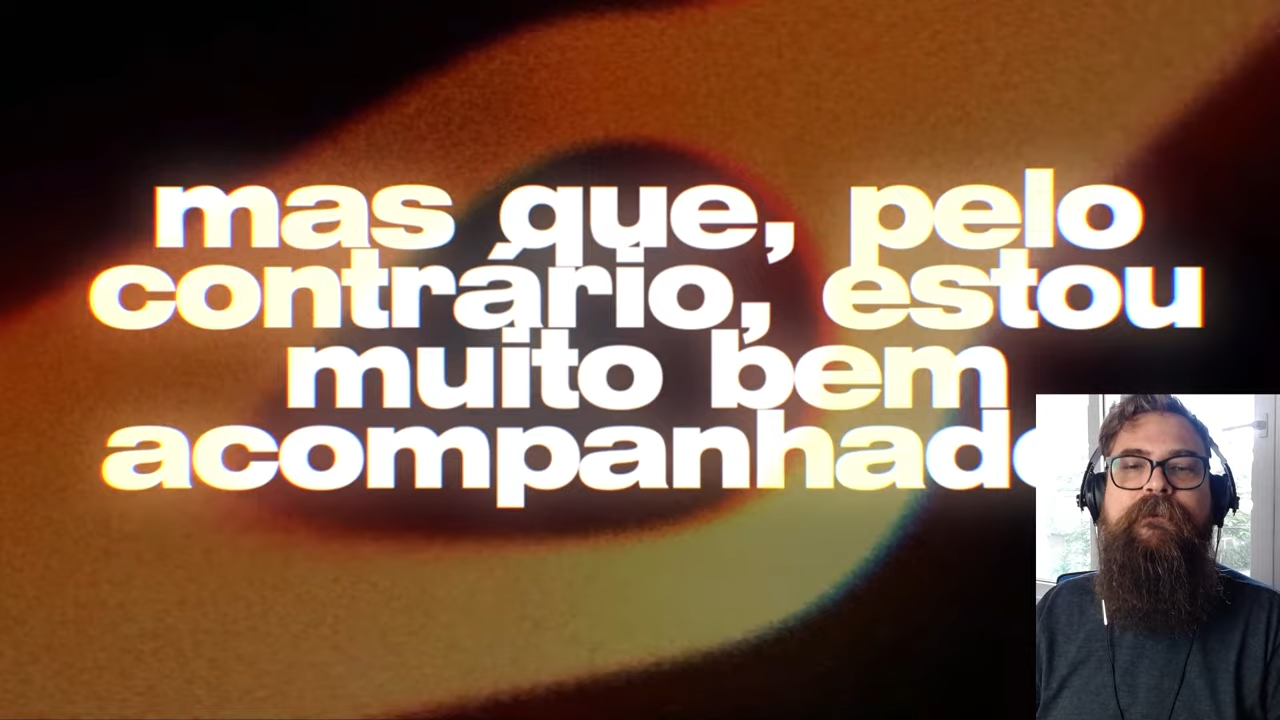 mas que, pelo
contrário, estou
muito bem